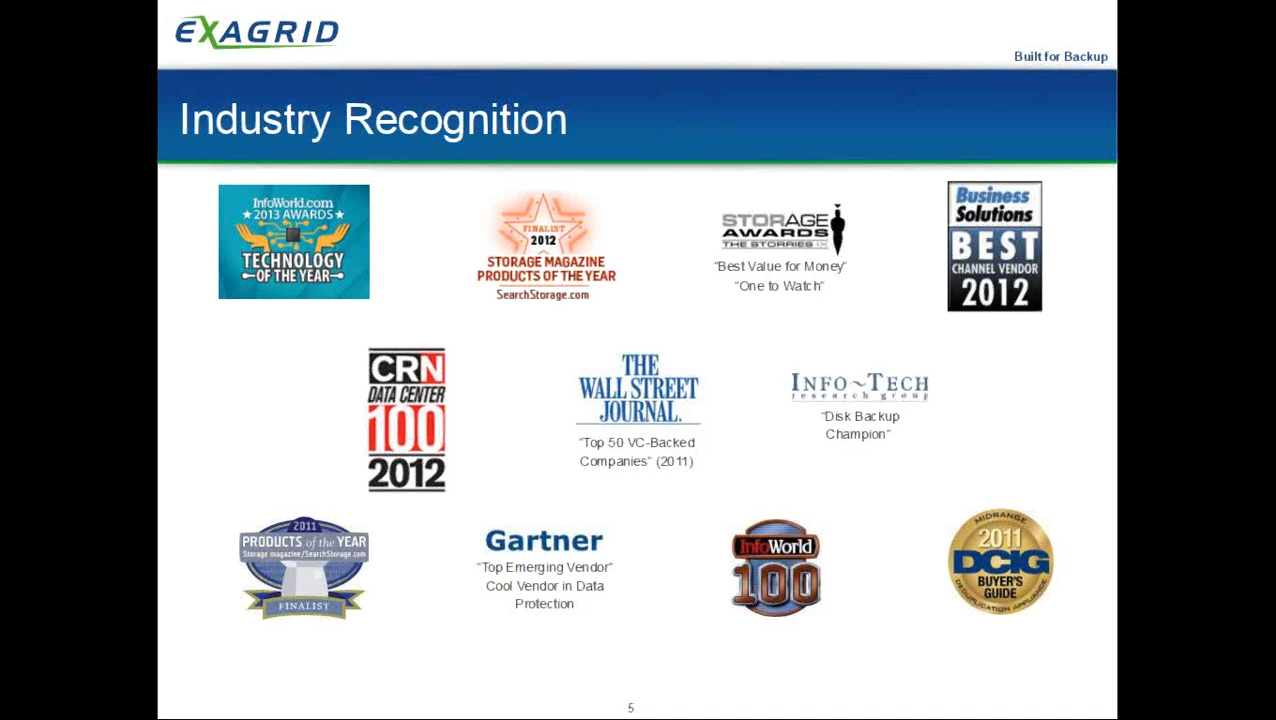 EXAGRID
Built for Backup
Industry Recognition
InfoWorld.com
2013 AWARDS
TECHNOLOGY
OF THE YEAR
FINALIST
2012
STORAGE MAGAZINE
PRODUCTS OF THE YEAR
SearchStorage.com
STORAGE
AWARDS
THE STORRIES IX
"Best Value for Money"
"One to Watch"
Business
Solutions
BEST
CHANNEL VENDOR
2012
CRN
DATA CENTER
100
2012
THE
WALL STREET
JOURNAL.
"Top 50 VC-Backed
Companies" (2011)
INFO~TECH
research group
"Disk Backup
Champion"
2011
PRODUCTS of the YEAR
Storage magazine/SearchStorage.com
FINALIST
Gartner
"Top Emerging Vendor"
Cool Vendor in Data
Protection
InfoWorld
100
MIDRANGE
2011
DCIG
BUYER'S
GUIDE
DEDUPLICATION APPLIANCE
5